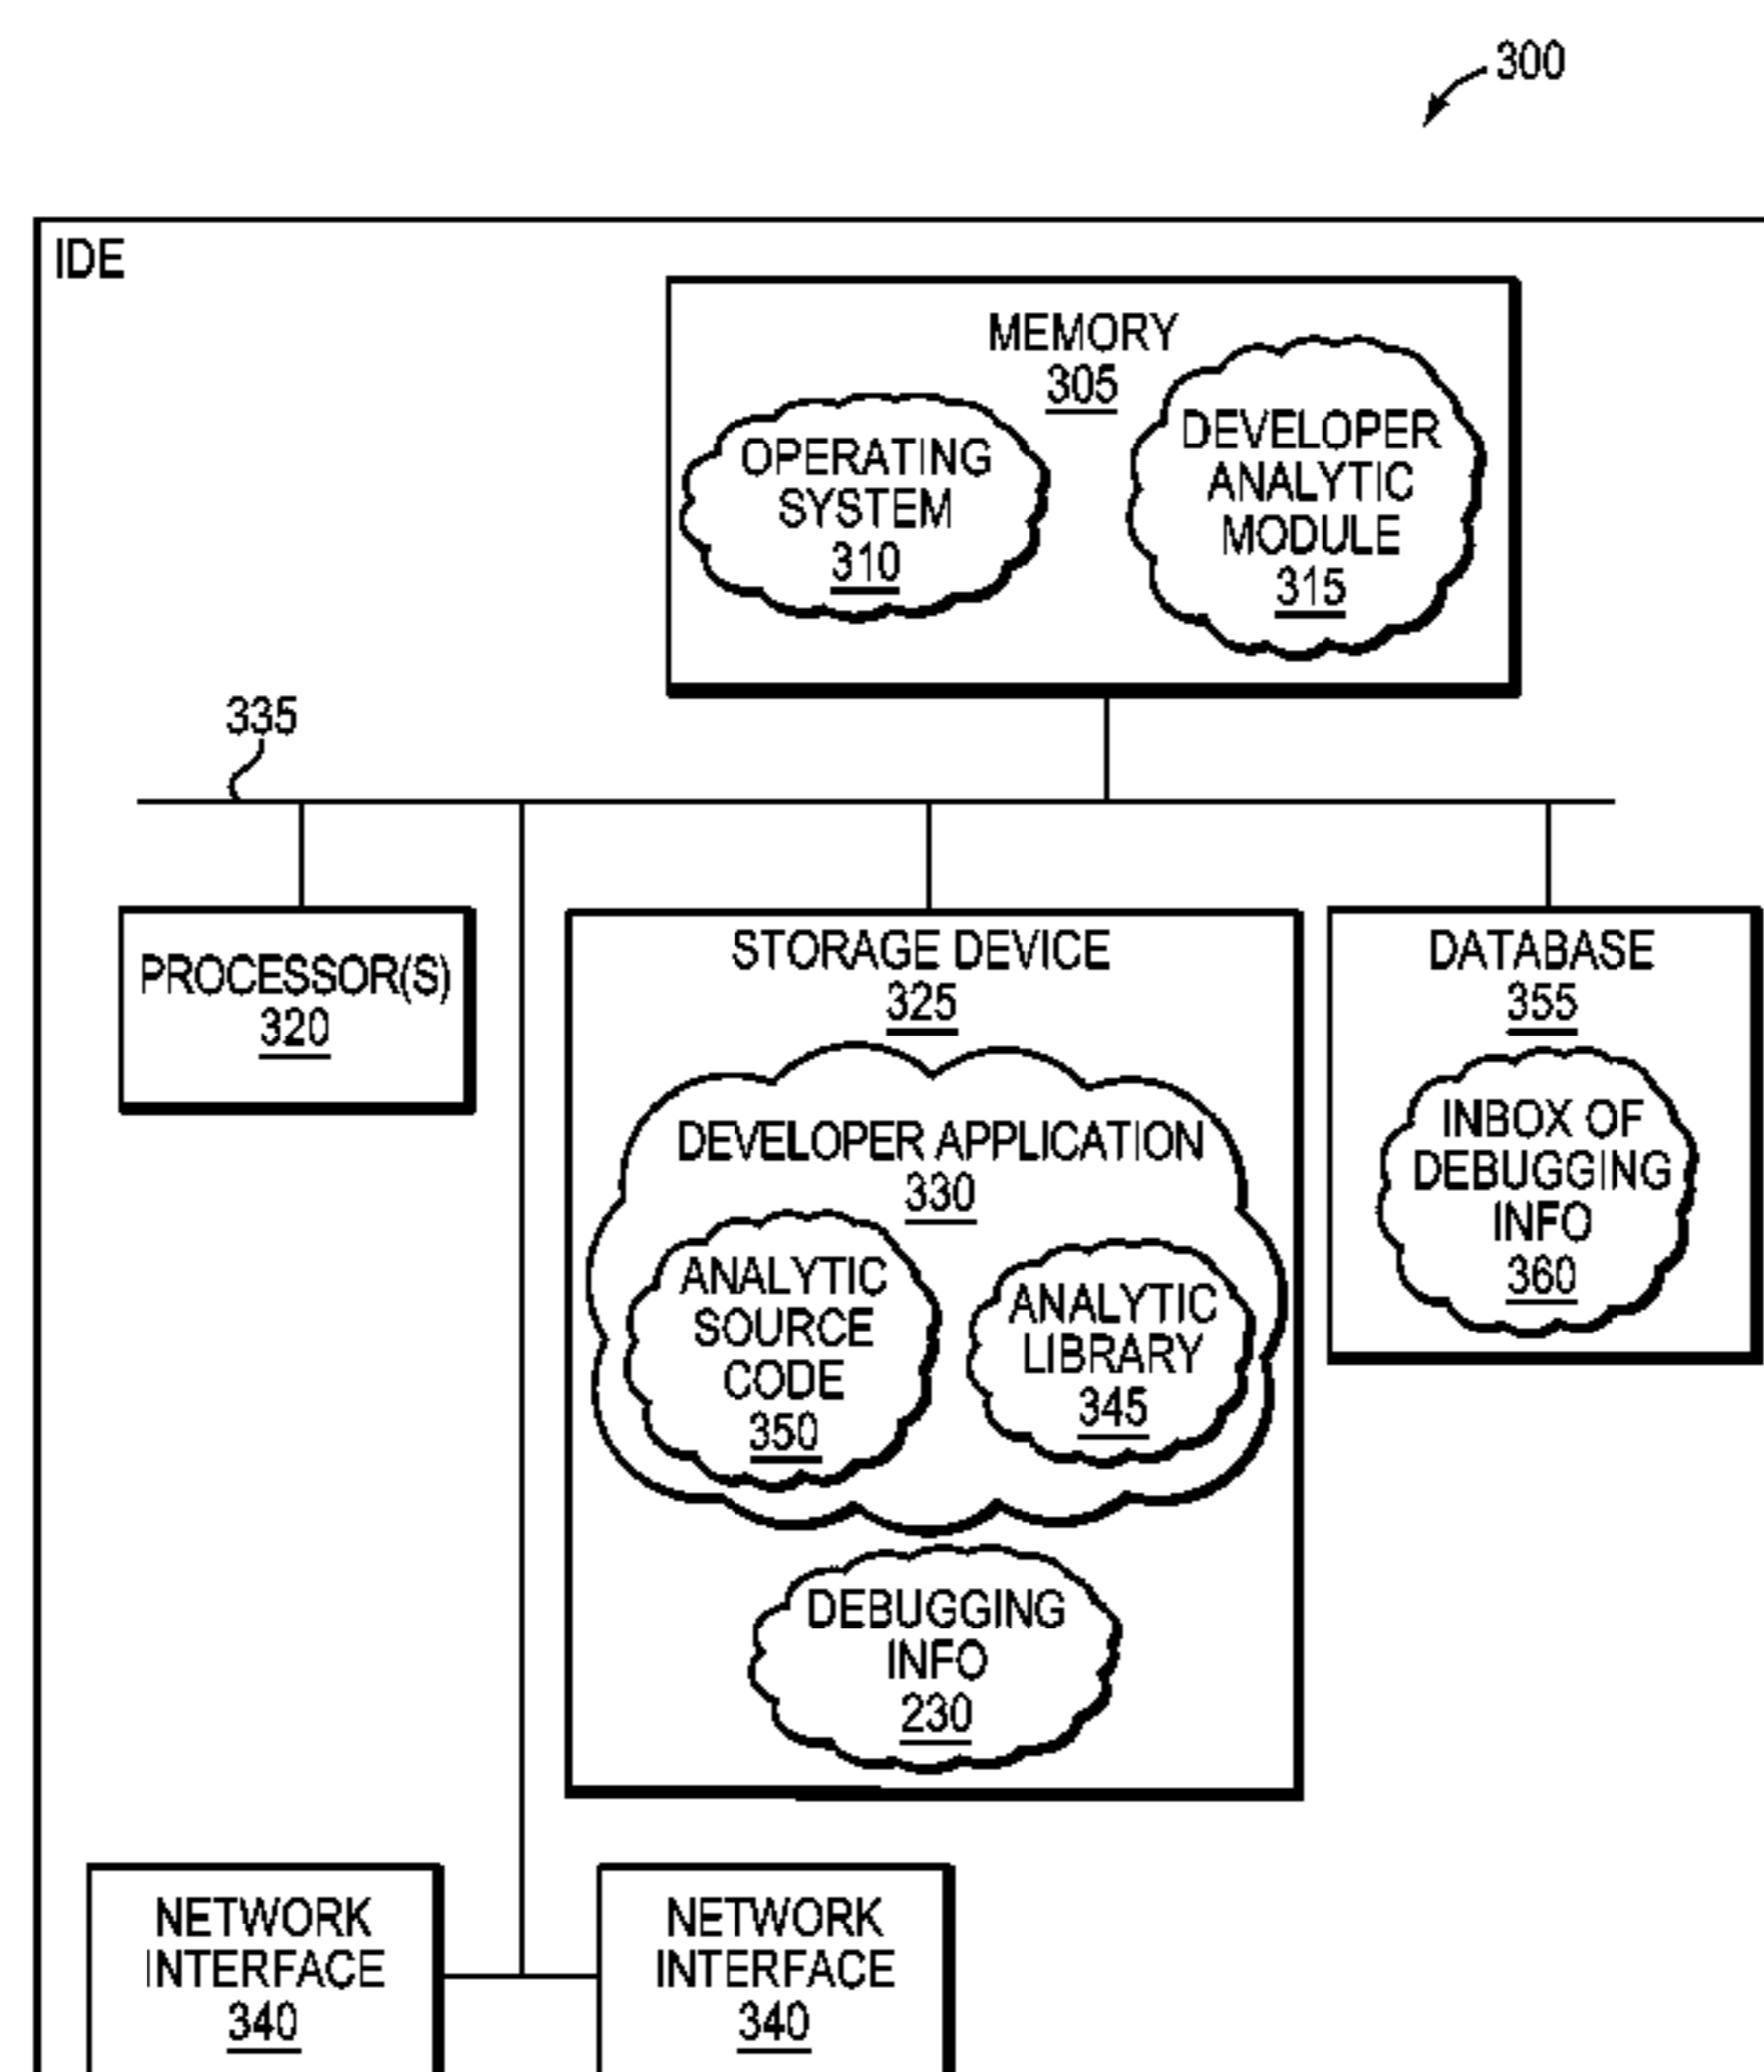 300
IDE
MEMORY
305
OPERATING
SYSTEM
310
DEVELOPER
ANALYTIC
MODULE
315
335
PROCESSOR(S)
320
STORAGE DEVICE
325
DEVELOPER APPLICATION
330
ANALYTIC
SOURCE
CODE
350
ANALYTIC
LIBRARY
345
DEBUGGING
INFO
230
DATABASE
355
INBOX OF
DEBUGGING
INFO
360
NETWORK
INTERFACE
340
NETWORK
INTERFACE
340